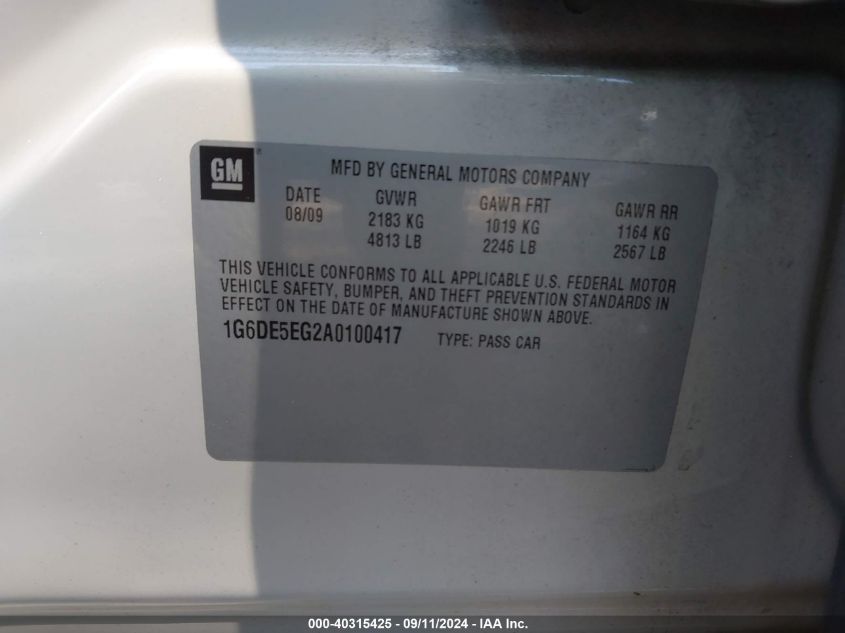 GM
MFD BY GENERAL MOTORS COMPANY
DATE GVWR GAWR FRT GAWR RR
08/09 2183 KG 1019 KG 1164 KG
4813 LB 2246 LB 2567 LB
THIS VEHICLE CONFORMS TO ALL APPLICABLE U.S. FEDERAL MOTOR
VEHICLE SAFETY, BUMPER, AND THEFT PREVENTION STANDARDS IN
EFFECT ON THE DATE OF MANUFACTURE SHOWN ABOVE.
1G6DE5EG2A0100417 TYPE: PASS CAR
000-40315425 - 09/11/2024 - IAA Inc.